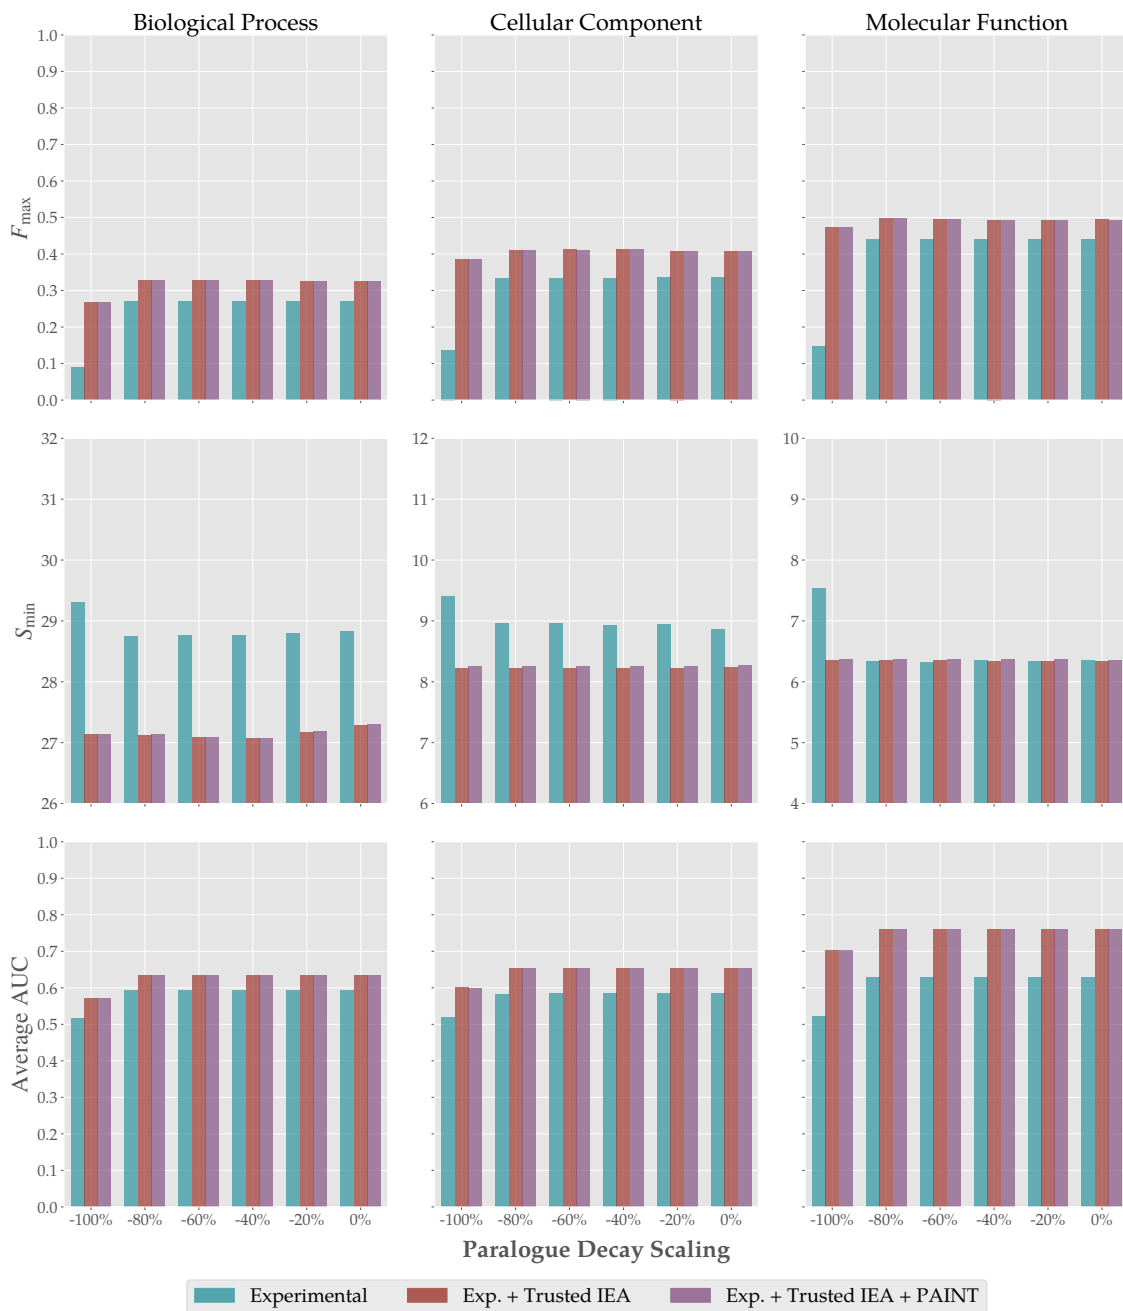 Biological Process Cellular Component Molecular Function
1.0
0.9
0.8
0.7
0.6
0.5
0.4
0.3
0.2
0.1
0.0
F_max
32 12 10
31 11 9
30 10 8
29 9 7
28 8 6
27 7 5
26 6 4
S_min
1.0
0.9
0.8
0.7
0.6
0.5
0.4
0.3
0.2
0.1
0.0
Average AUC
-100% -80% -60% -40% -20% 0% -100% -80% -60% -40% -20% 0% -100% -80% -60% -40% -20% 0%
Paralogue Decay Scaling
Experimental Exp. + Trusted IEA Exp. + Trusted IEA + PAINT